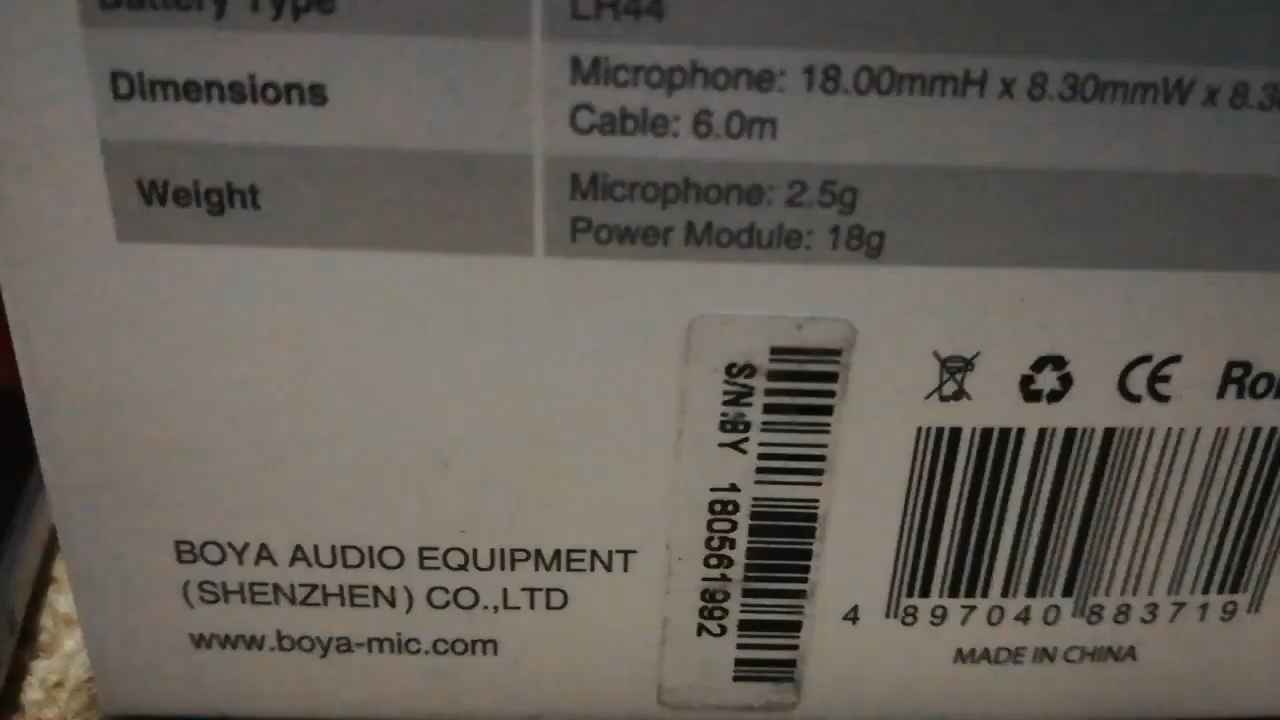 Battery Type LR44
Dimensions
Microphone: 18.00mmH x 8.30mmW x 8.3
Cable: 6.0m
Weight
Microphone: 2.5g
Power Module: 18g
S/N:BY 180561992
CE
BOYA AUDIO EQUIPMENT
(SHENZHEN) CO.,LTD
www.boya-mic.com
4 897040 883719
MADE IN CHINA